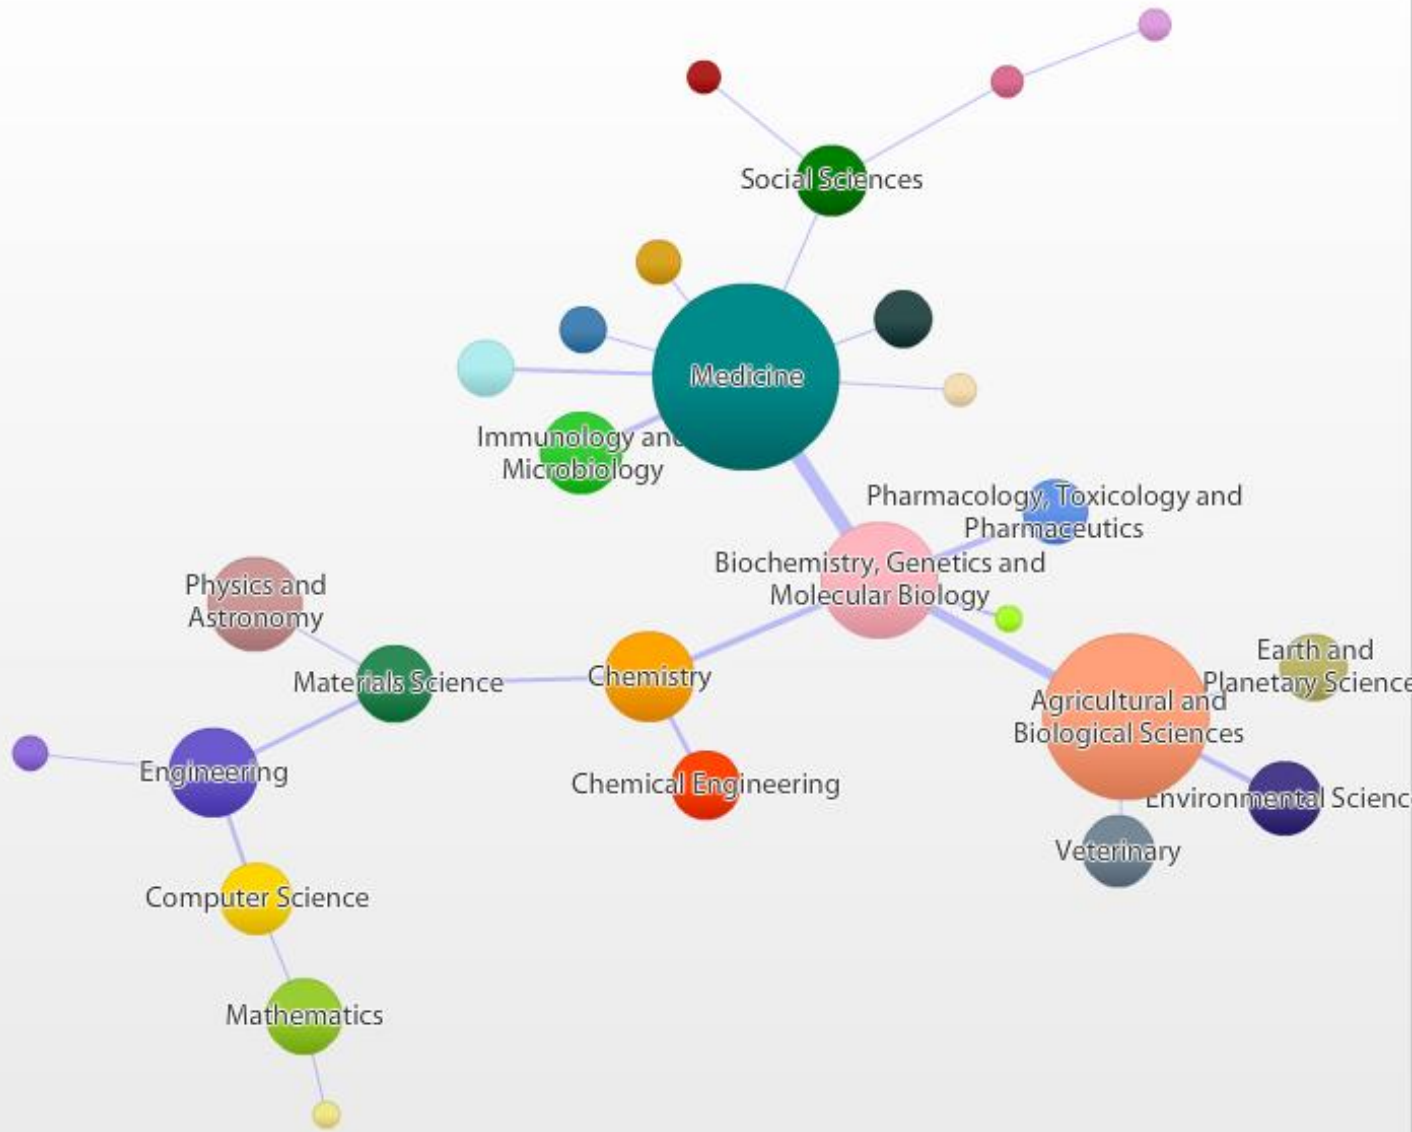 Social Sciences
Medicine
Immunology and
Microbiology
Pharmacology, Toxicology and
Pharmaceutics
Biochemistry, Genetics and
Molecular Biology
Physics and
Astronomy
Materials Science
Chemistry
Earth and
Planetary Science
Agricultural and
Biological Sciences
Engineering
Chemical Engineering
Environmental Scienc
Veterinary
Computer Science
Mathematics